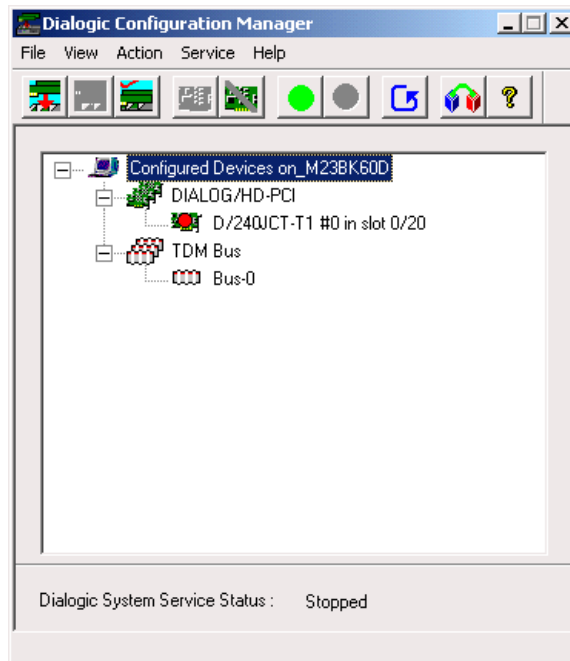 Dialogic Configuration Manager
File View Action Service Help
Configured Devices on_M23BK60D
DIALOG/HD-PCI
D/240JCT-T1 #0 in slot 0/20
TDM Bus
Bus-0
Dialogic System Service Status : Stopped